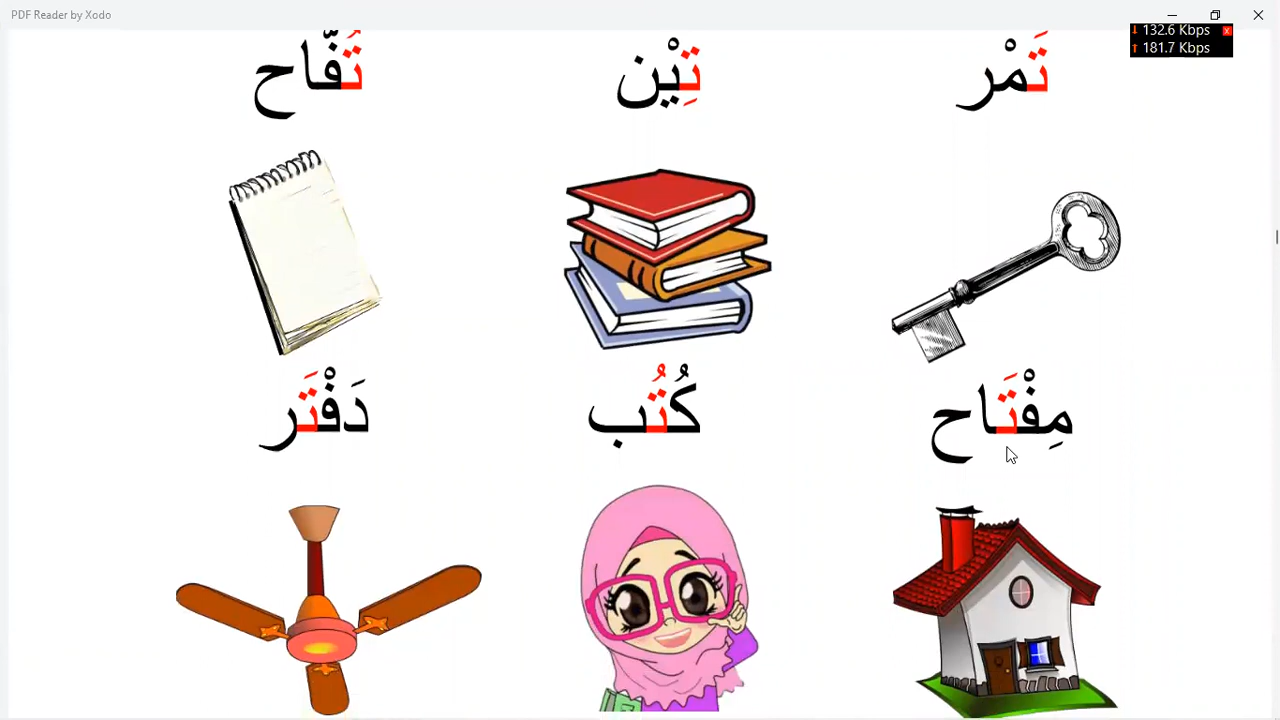 PDF Reader by Xodo
132.6 Kbps
181.7 Kbps
تَمْر تِيْن تُفَّاح
مِفْتَاح كُتُب دَفْتَر